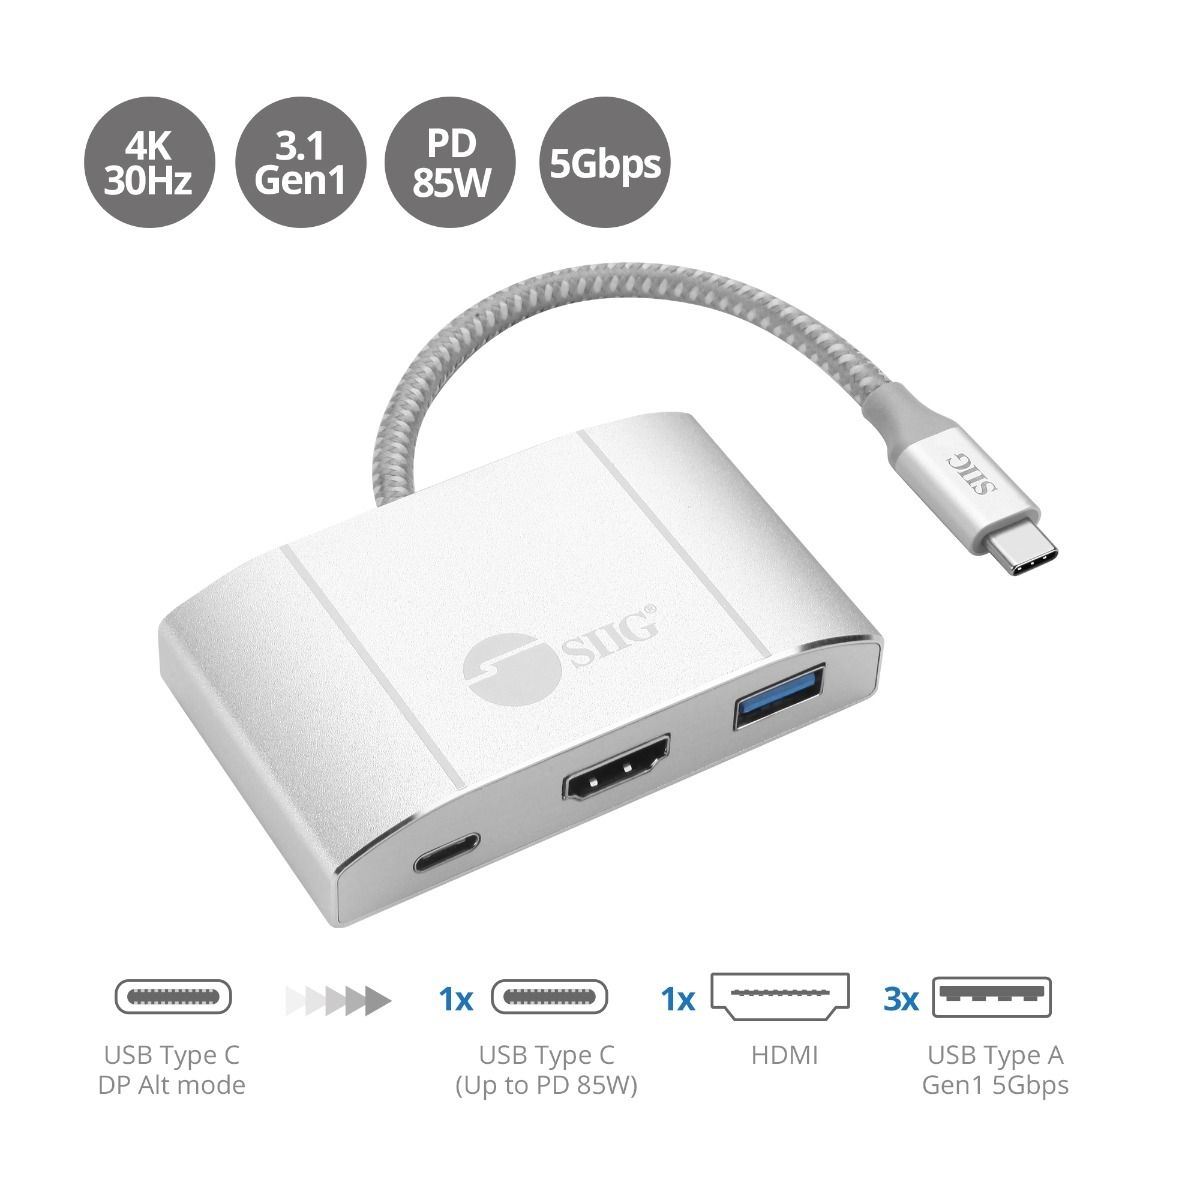 4K
30Hz
3.1
Gen1
PD
85W
5Gbps
SIIG
SIIG®
1x
1x
3x
USB Type C
DP Alt mode
USB Type C
(Up to PD 85W)
HDMI
USB Type A
Gen1 5Gbps